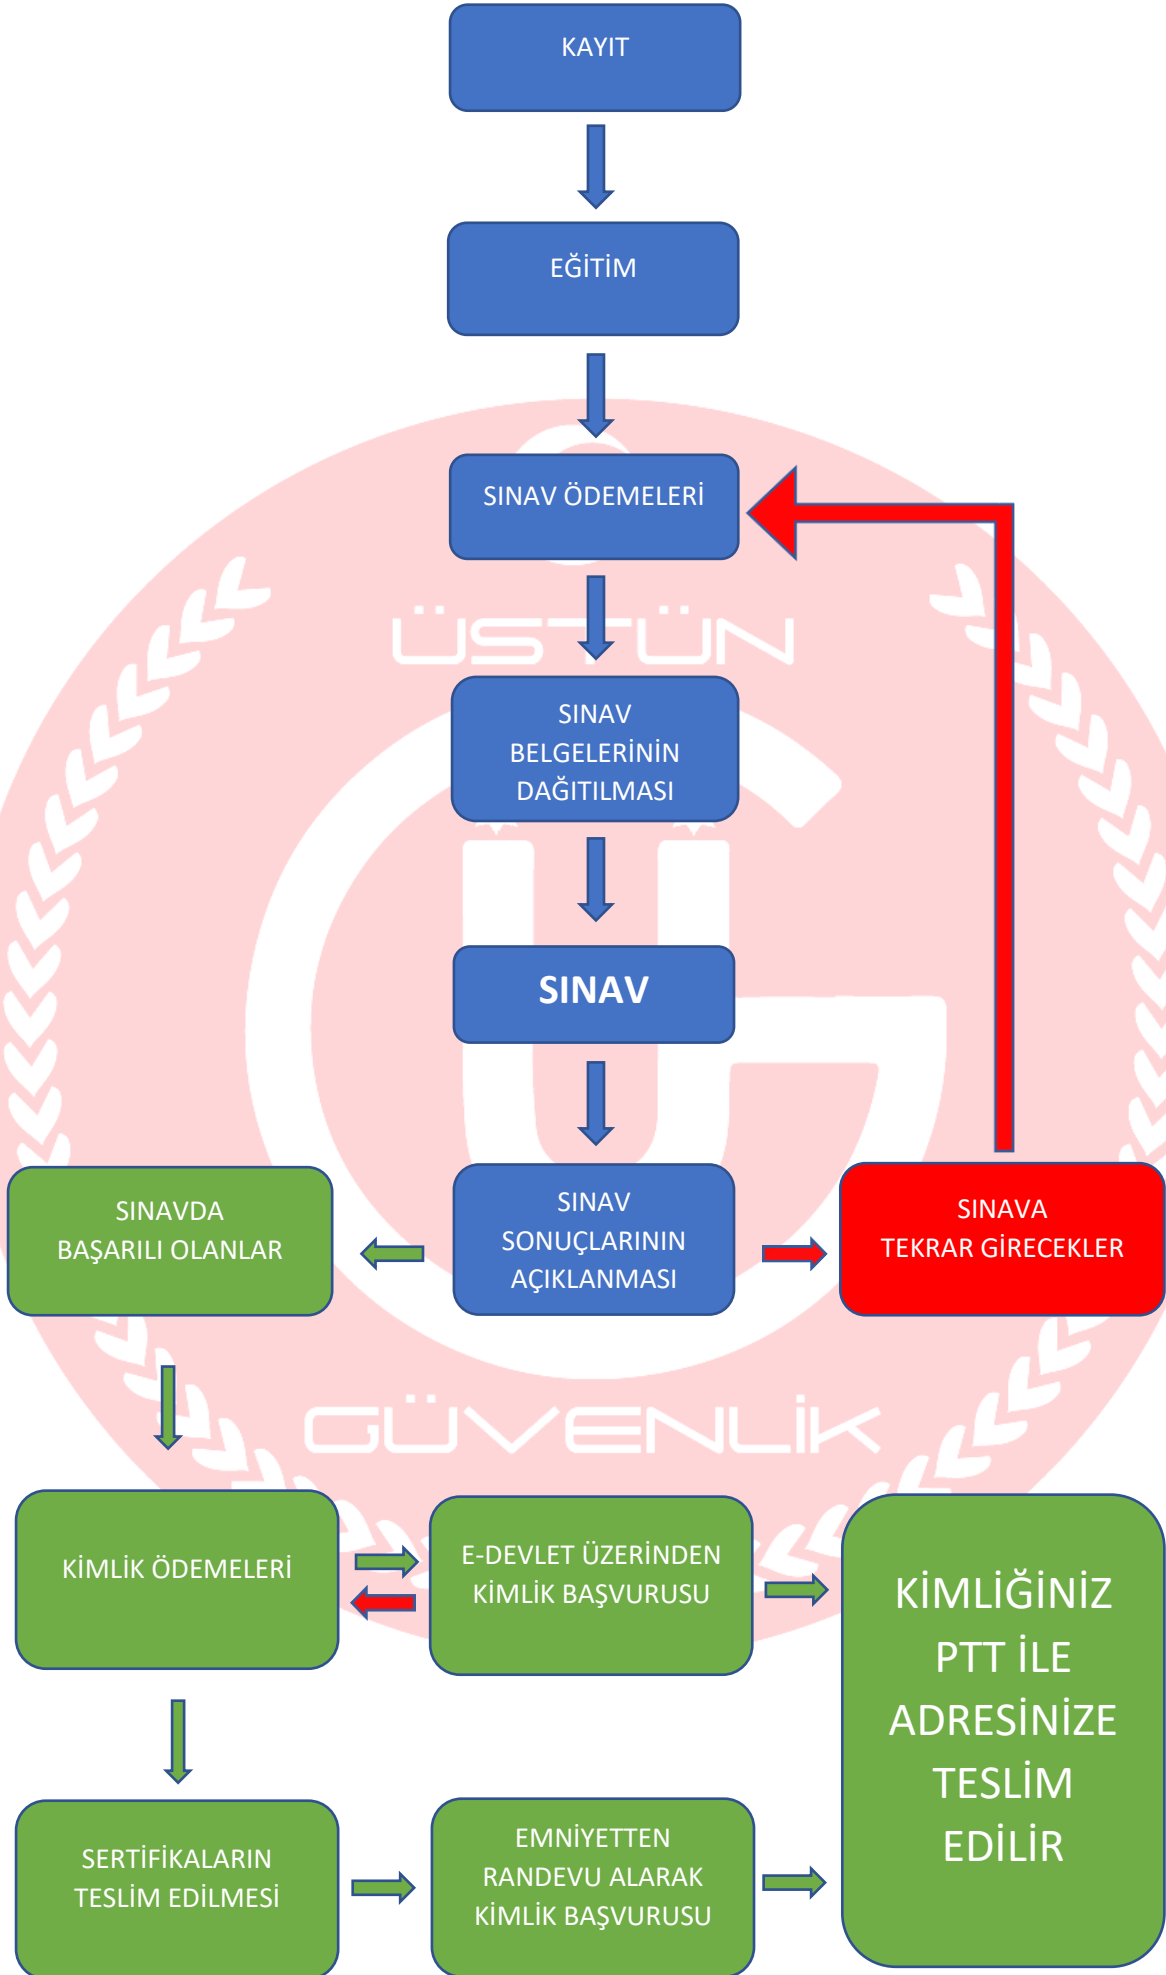 KAYIT
EĞİTİM
SINAV ÖDEMELERİ
ÜSTÜN
SINAV
BELGELERİNİN
DAĞITILMASI
SINAV
SINAVDA
BAŞARILI OLANLAR
SINAV
SONUÇLARININ
AÇIKLANMASI
SINAVA
TEKRAR GİRECEKLER
GÜVENLİK
KİMLİK ÖDEMELERİ
E-DEVLET ÜZERİNDEN
KİMLİK BAŞVURUSU
KİMLİĞİNİZ
PTT İLE
ADRESİNİZE
TESLİM
EDİLİR
SERTİFİKALARIN
TESLİM EDİLMESİ
EMNİYETTEN
RANDEVU ALARAK
KİMLİK BAŞVURUSU